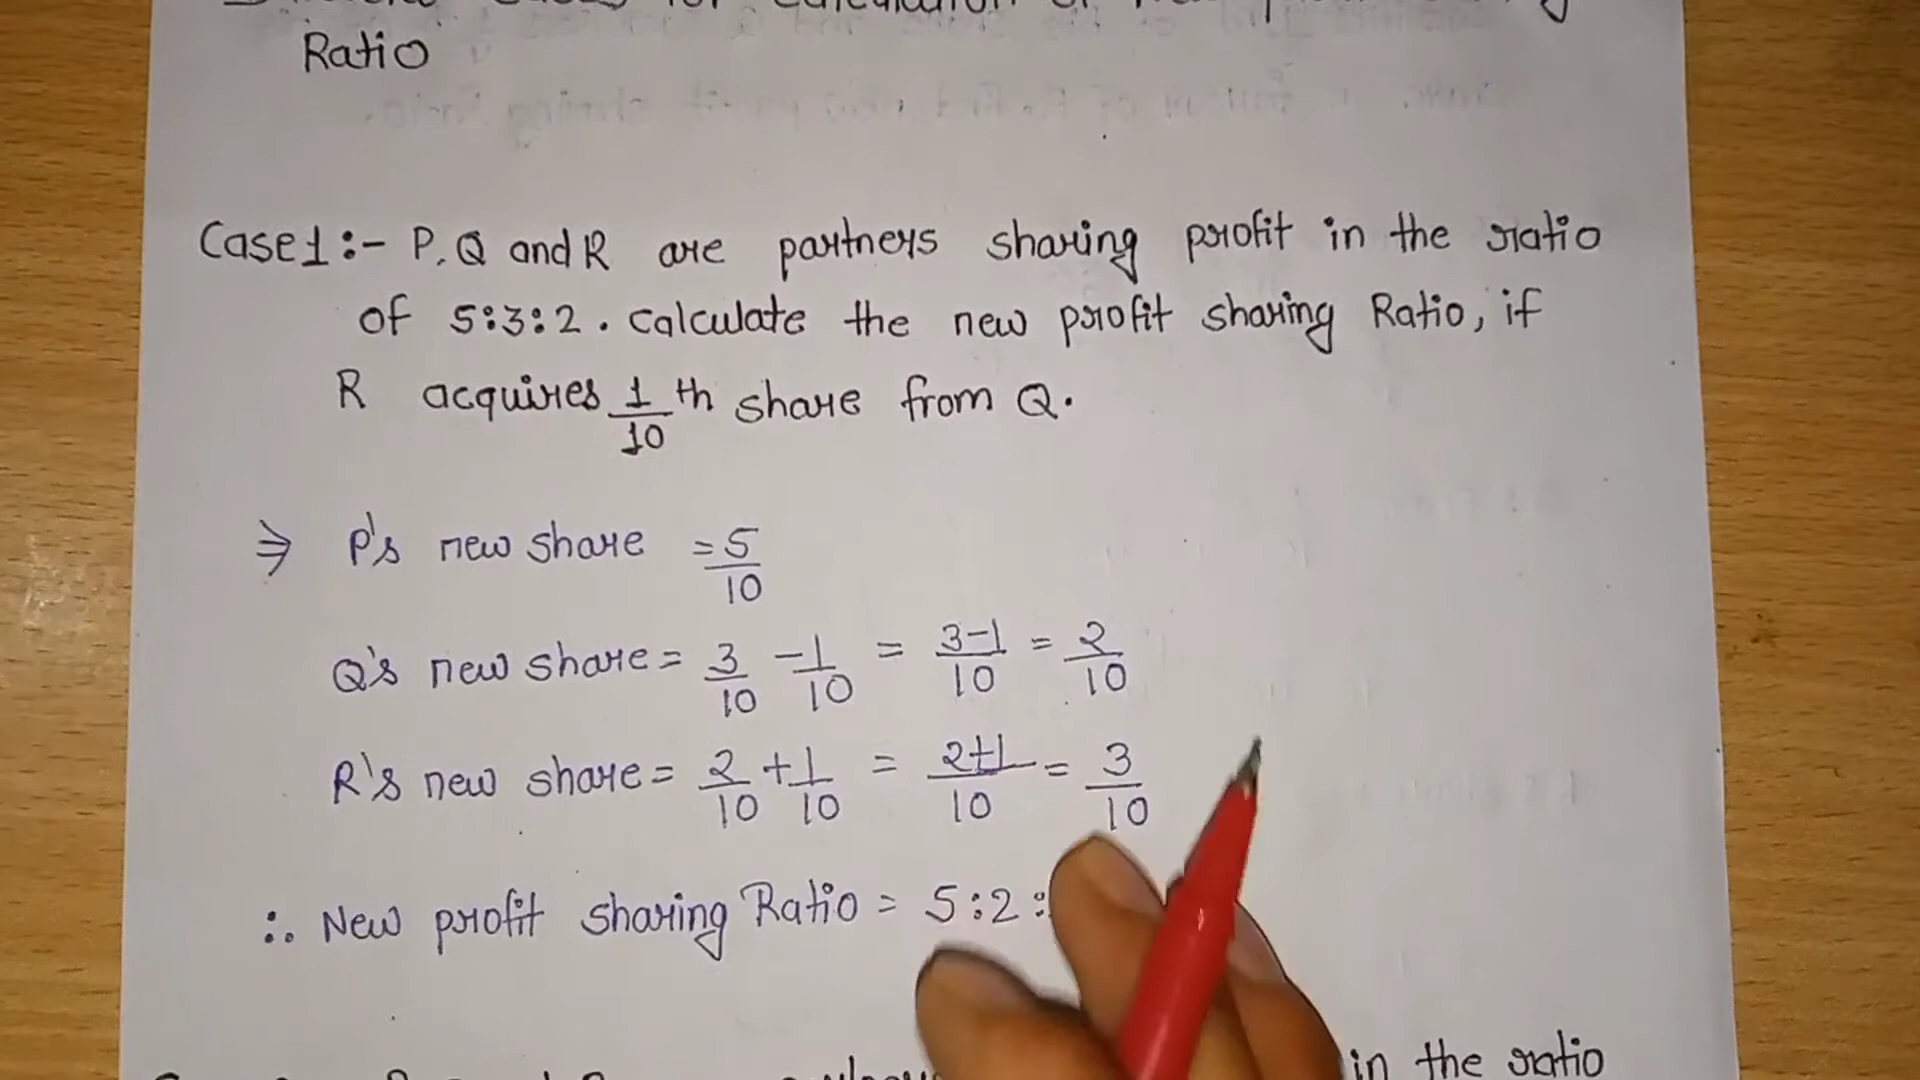 Ratio
Case 1 :- P, Q and R are partners sharing profit in the ratio
of 5:3:2. Calculate the new profit sharing Ratio, if
R acquires 1/10 th share from Q.
⇒ P's new share = 5/10
Q's new share = 3/10 - 1/10 = 3-1/10 = 2/10
R's new share = 2/10 + 1/10 = 2+1/10 = 3/10
∴ New profit sharing Ratio = 5:2:
in the ratio